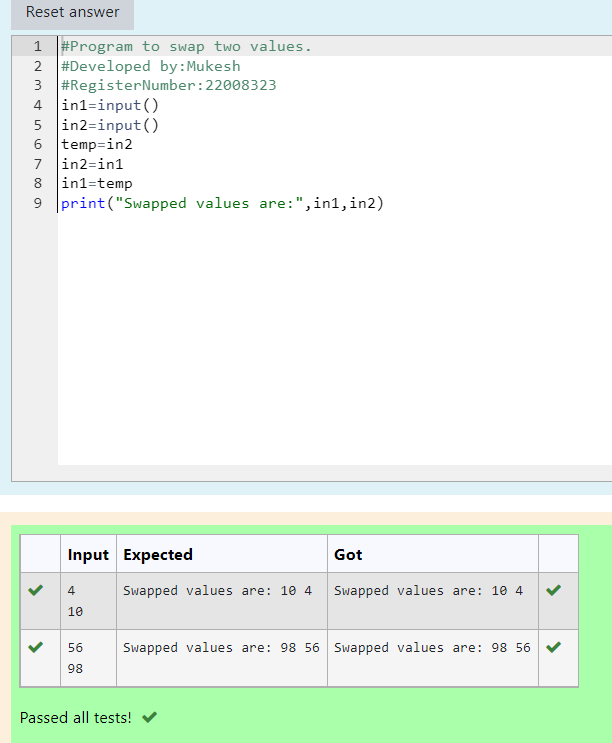 Reset answer
1 #Program to swap two values.
2 #Developed by:Mukesh
3 #RegisterNumber:22008323
4 in1=input()
5 in2=input()
6 temp=in2
7 in2=in1
8 in1=temp
9 print("Swapped values are:",in1,in2)
Input Expected Got
4 Swapped values are: 10 4 Swapped values are: 10 4
10
56 Swapped values are: 98 56 Swapped values are: 98 56
98
Passed all tests!